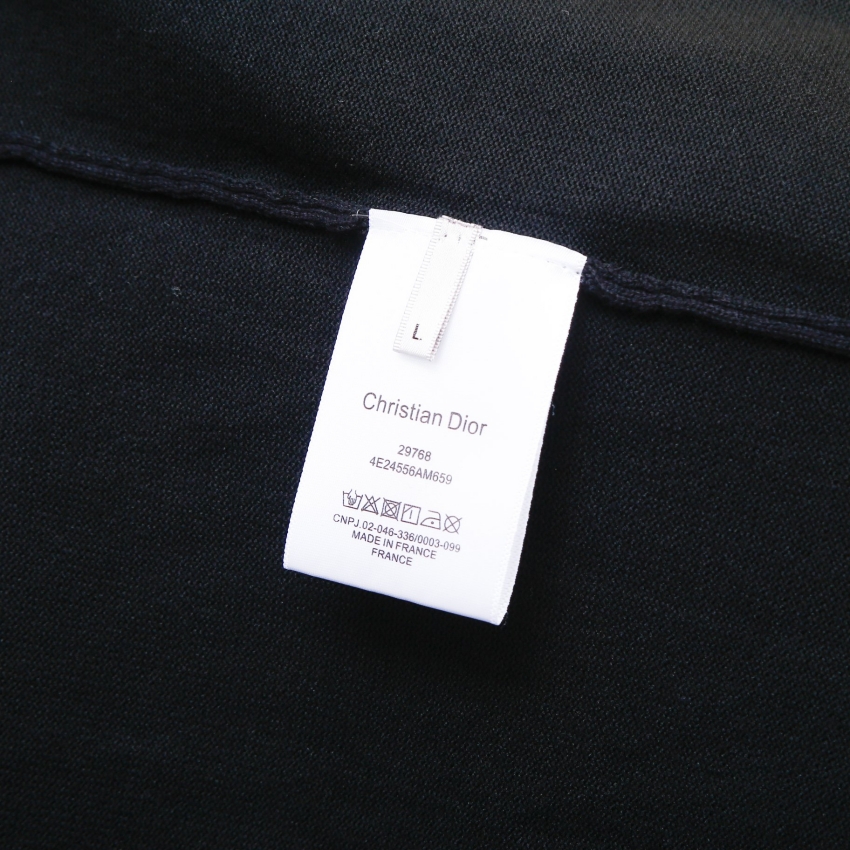 L
Christian Dior
29768
4E24556AM659
CNPJ.02-046-336/0003-099
MADE IN FRANCE
FRANCE